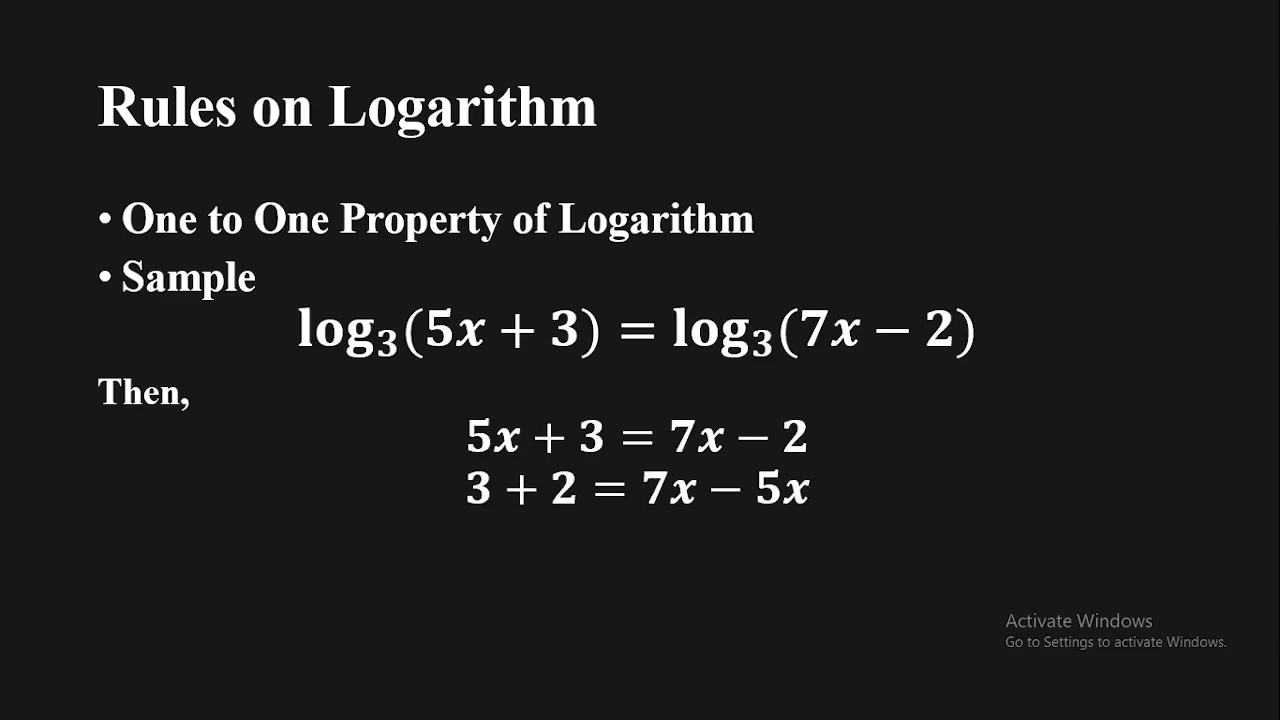 Rules on Logarithm
• One to One Property of Logarithm
• Sample
log₃(5x + 3) = log₃(7x − 2)
Then,
5x + 3 = 7x − 2
3 + 2 = 7x − 5x
Activate Windows
Go to Settings to activate Windows.